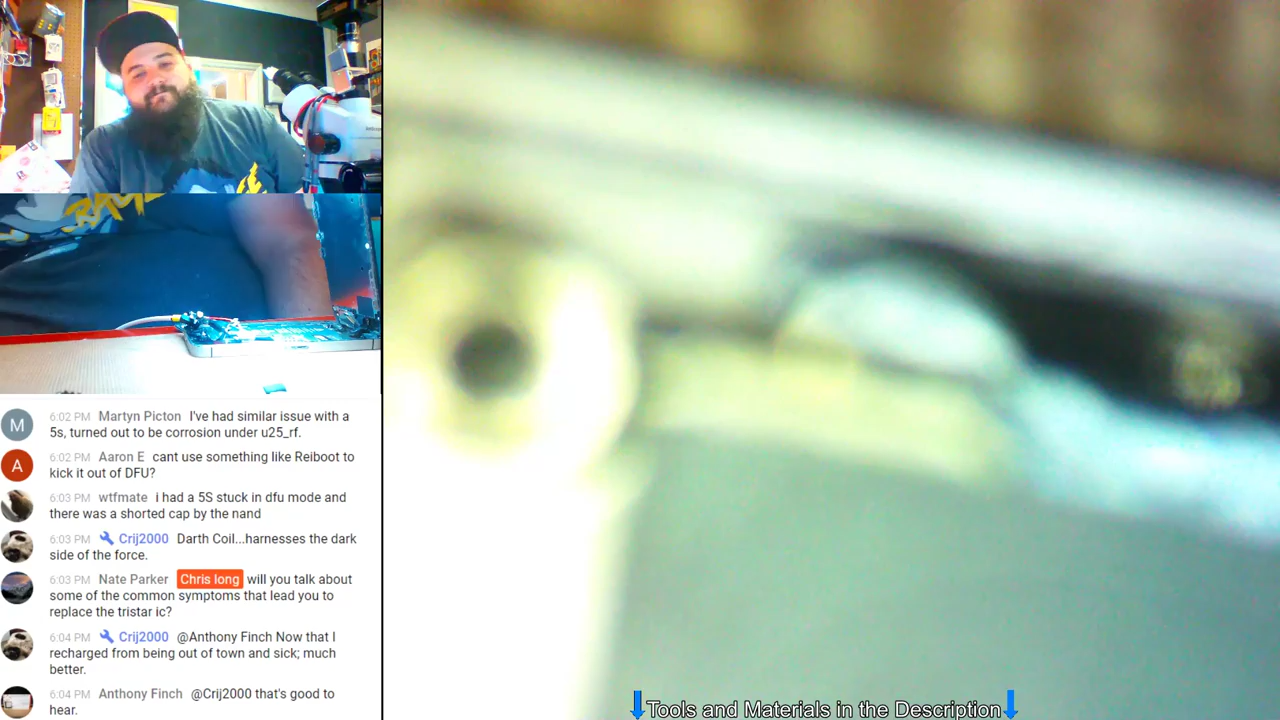 M 6:02 PM Martyn Picton I've had similar issue with a
5s, turned out to be corrosion under u25_rf.
A 6:02 PM Aaron E cant use something like Reiboot to
kick it out of DFU?
6:03 PM wtfmate i had a 5S stuck in dfu mode and
there was a shorted cap by the nand
6:03 PM Crij2000 Darth Coil...harnesses the dark
side of the force.
6:03 PM Nate Parker Chris long will you talk about
some of the common symptoms that lead you to
replace the tristar ic?
6:04 PM Crij2000 @Anthony Finch Now that I
recharged from being out of town and sick; much
better.
6:04 PM Anthony Finch @Crij2000 that's good to
hear.
Tools and Materials in the Description